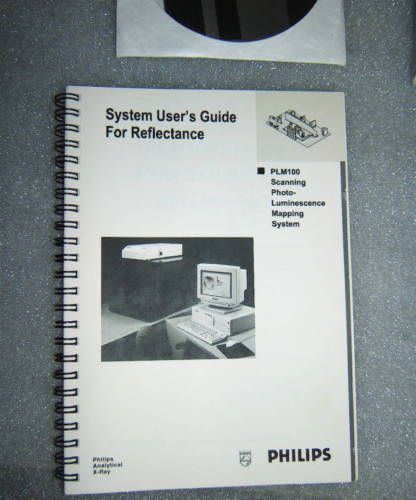 System User's Guide
For Reflectance
PLM100
Scanning
Photo-
Luminescence
Mapping
System
Philips
Analytical
X-Ray
PHILIPS